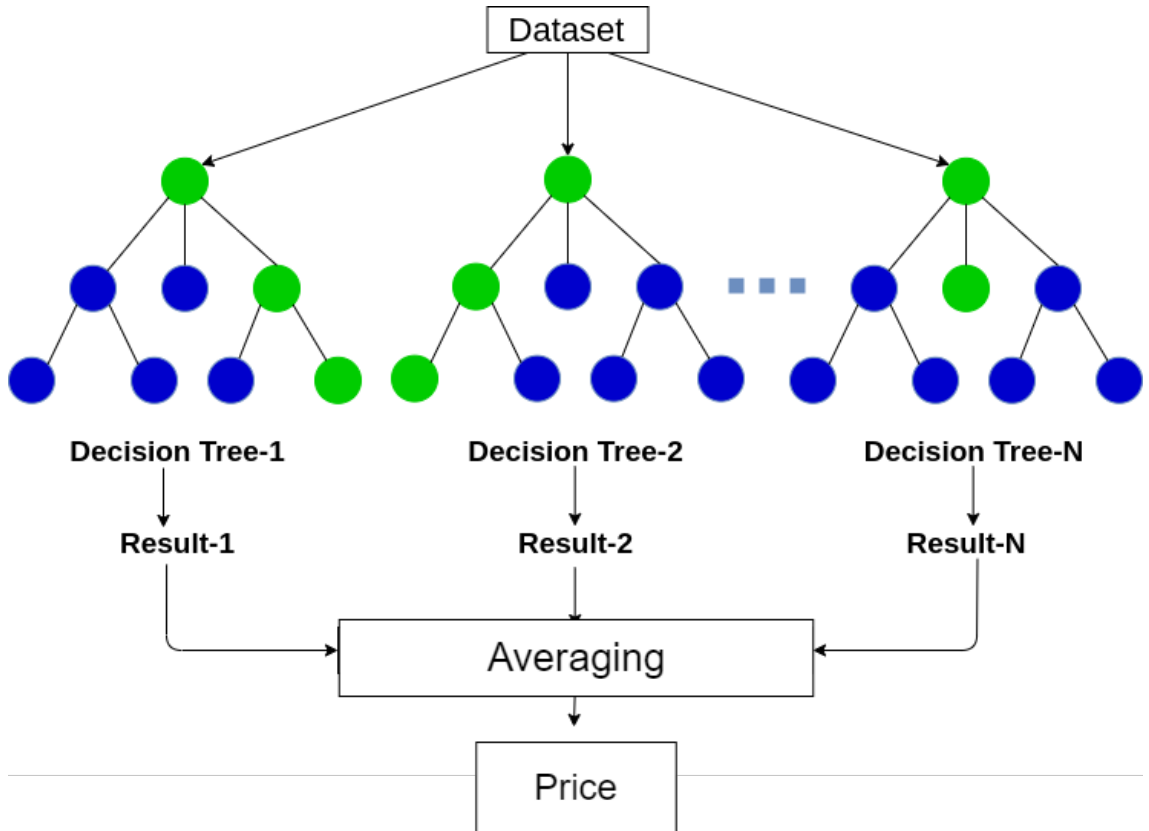 Dataset
Decision Tree-1
Decision Tree-2
Decision Tree-N
Result-1
Result-2
Result-N
Averaging
Price